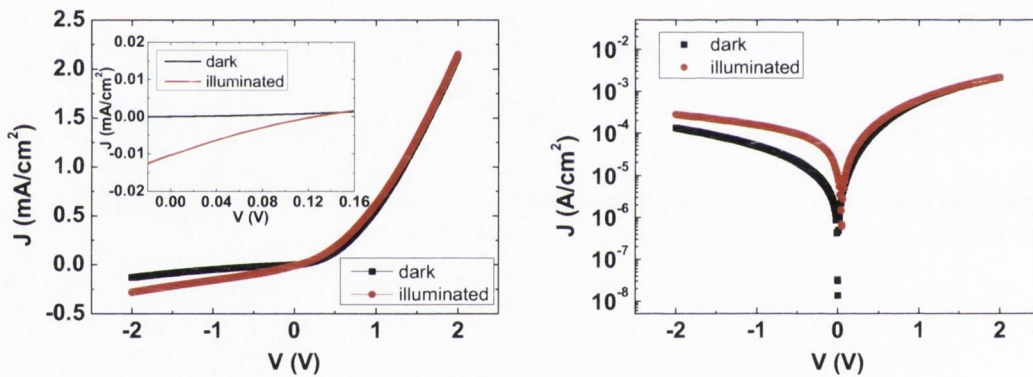 2.5
2.0
1.5
1.0
0.5
0.0
-0.5
J (mA/cm²)
-2
-1
0
1
2
V (V)
dark
illuminated
0.02
0.01
0.00
-0.01
-0.02
J (mA/cm²)
0.00
0.04
0.08
0.12
0.16
V (V)
dark
illuminated
10⁻²
10⁻³
10⁻⁴
10⁻⁵
10⁻⁶
10⁻⁷
10⁻⁸
J (A/cm²)
-2
-1
0
1
2
V (V)
dark
illuminated